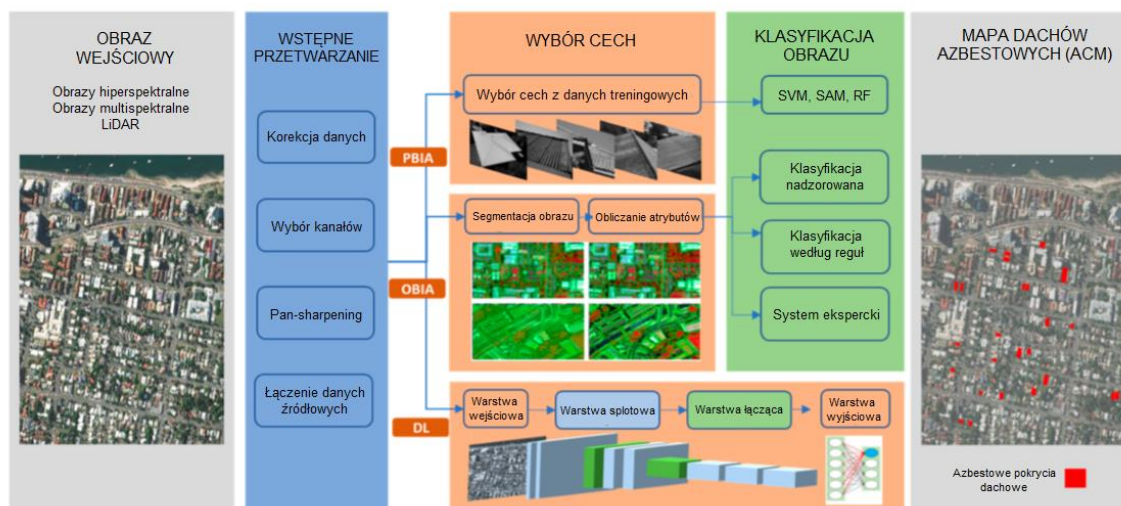 OBRAZ
WEJŚCIOWY
Obrazy hiperspektralne
Obrazy multispektralne
LiDAR
WSTĘPNE
PRZETWARZANIE
Korekcja danych
Wybór kanałów
Pan-sharpening
Łączenie danych
źródłowych
PBIA
OBIA
DL
WYBÓR CECH
Wybór cech z danych treningowych
Segmentacja obrazu
Obliczanie atrybutów
KLASYFIKACJA
OBRAZU
SVM, SAM, RF
Klasyfikacja
nadzorowana
Klasyfikacja
według reguł
System ekspercki
Warstwa
wejściowa
Warstwa splotowa
Warstwa łącząca
Warstwa
wyjściowa
MAPA DACHÓW
AZBESTOWYCH (ACM)
Azbestowe pokrycia
dachowe